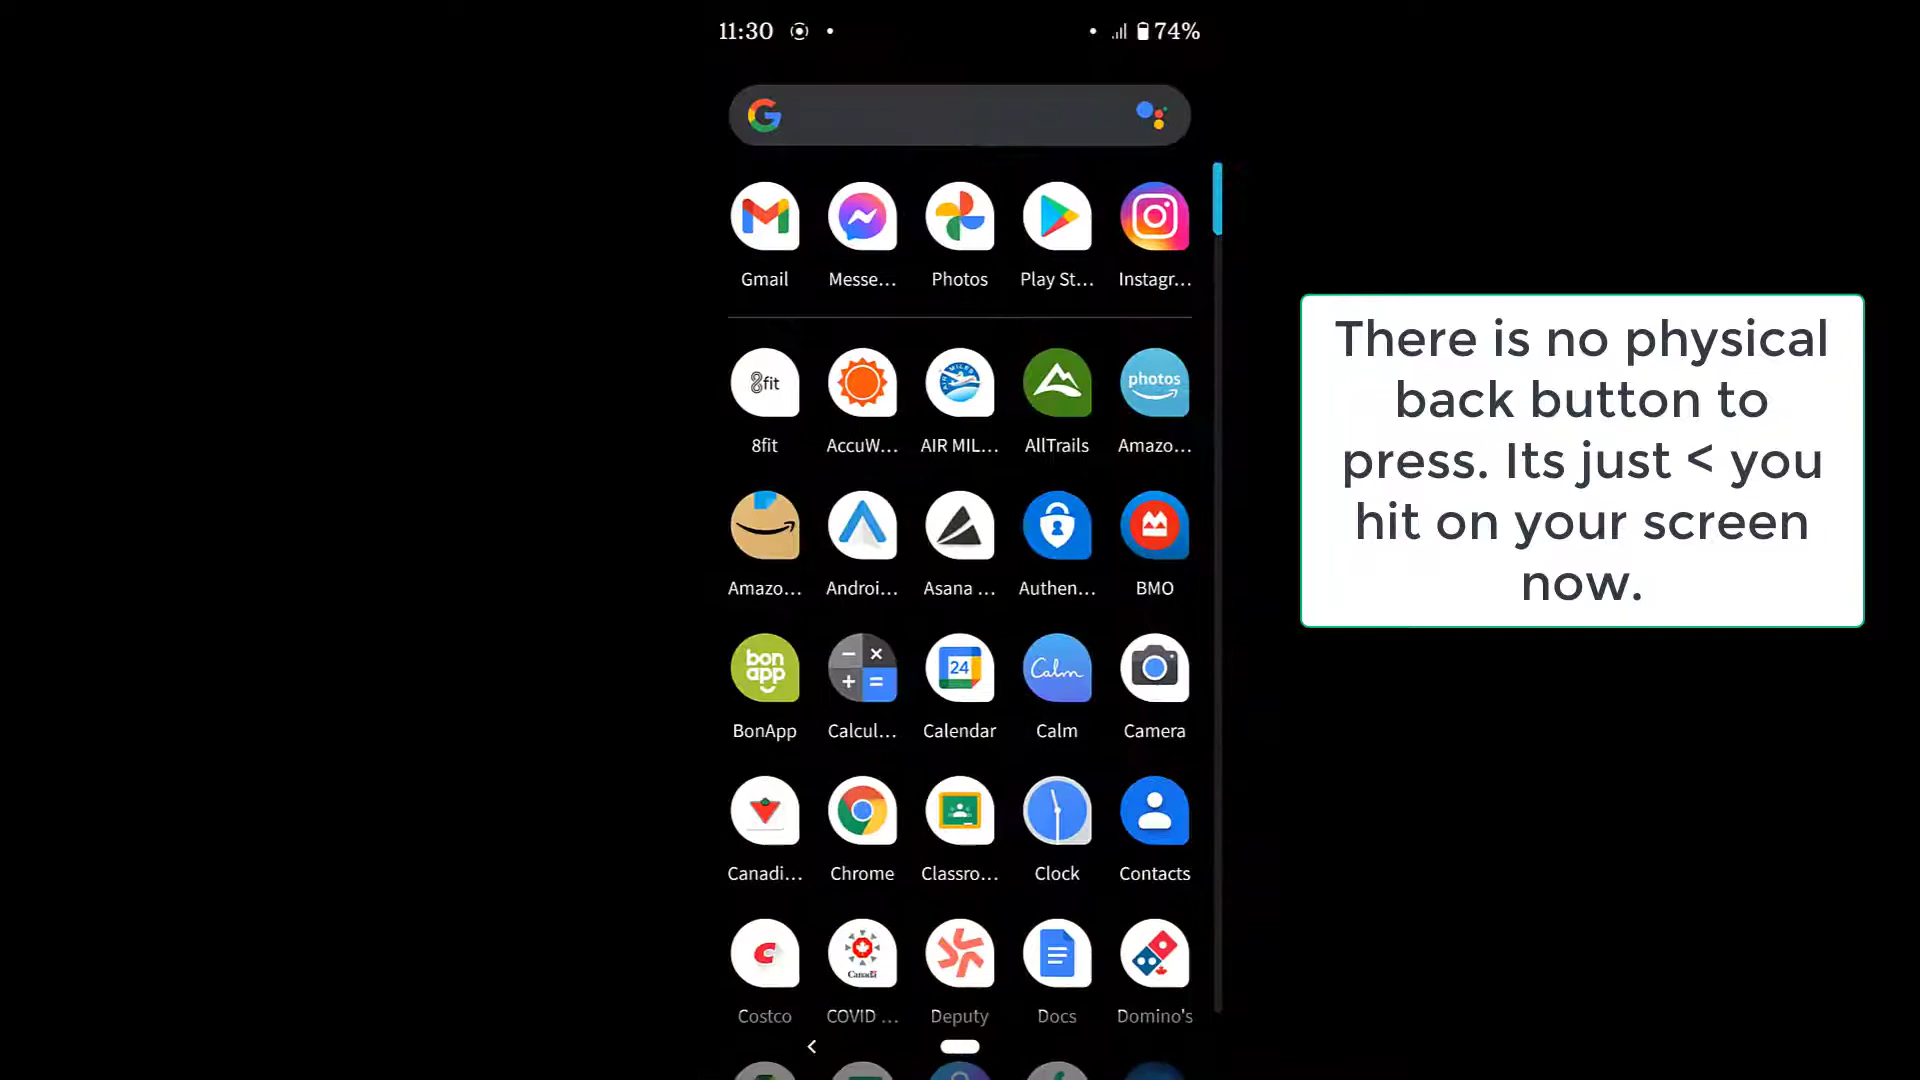 11:30
74%
Gmail
Messe...
Photos
Play St...
Instagr...
8fit
AIR MILES
photos
8fit
AccuW...
AIR MIL...
AllTrails
Amazo...
Amazo...
Androi...
Asana ...
Authen...
BMO
bon
app
24
Calm
BonApp
Calcul...
Calendar
Calm
Camera
Canadi...
Chrome
Classro...
Clock
Contacts
Canada
Costco
COVID ...
Deputy
Docs
Domino's
<
There is no physical
back button to
press. Its just < you
hit on your screen
now.